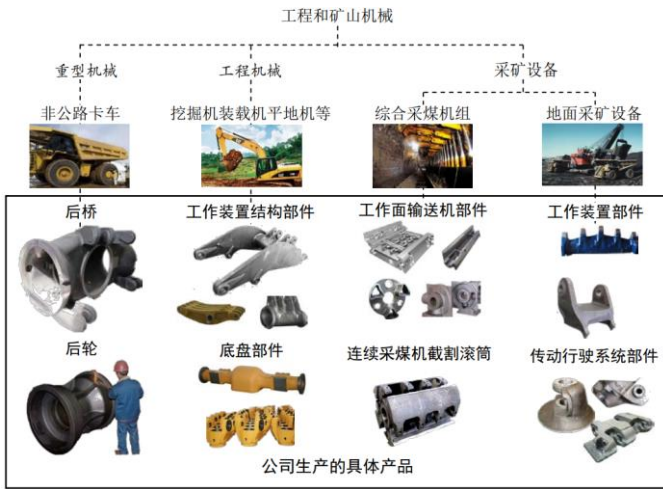 工程和矿山机械
重型机械
工程机械
采矿设备
非公路卡车
挖掘机装载机平地机等
综合采煤机组
地面采矿设备
后桥
工作装置结构部件
工作面输送机部件
工作装置部件
后轮
底盘部件
连续采煤机截割滚筒
传动行驶系统部件
公司生产的具体产品